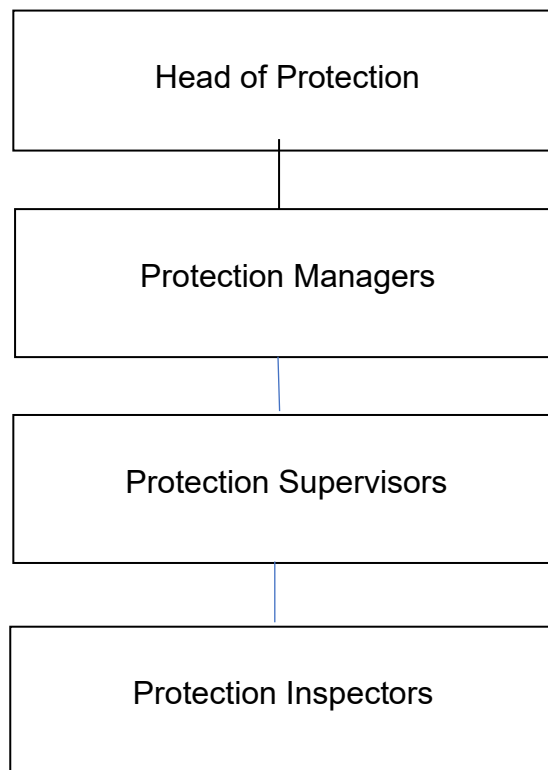 Head of Protection
Protection Managers
Protection Supervisors
Protection Inspectors